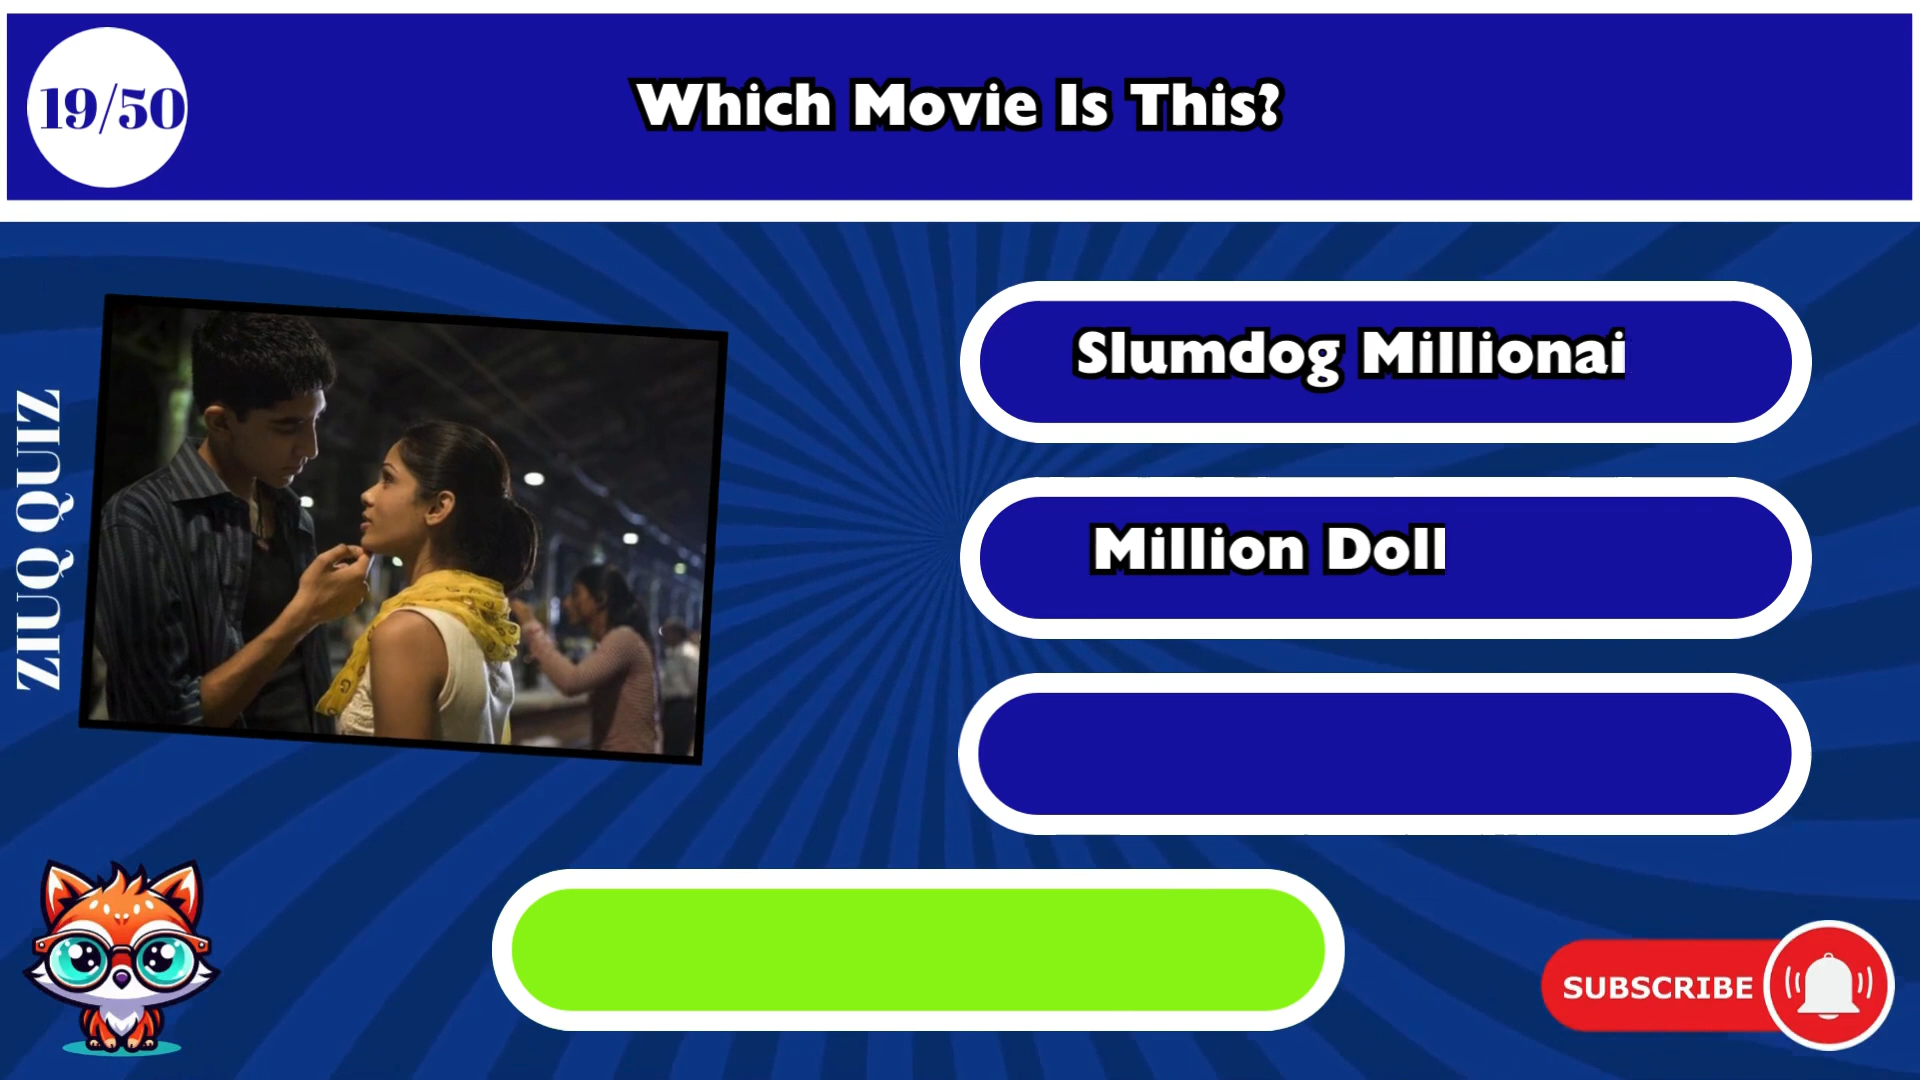 19/50
Which Movie Is This?
ZIUQ QUIZ
Slumdog Millionai
Million Doll
SUBSCRIBE